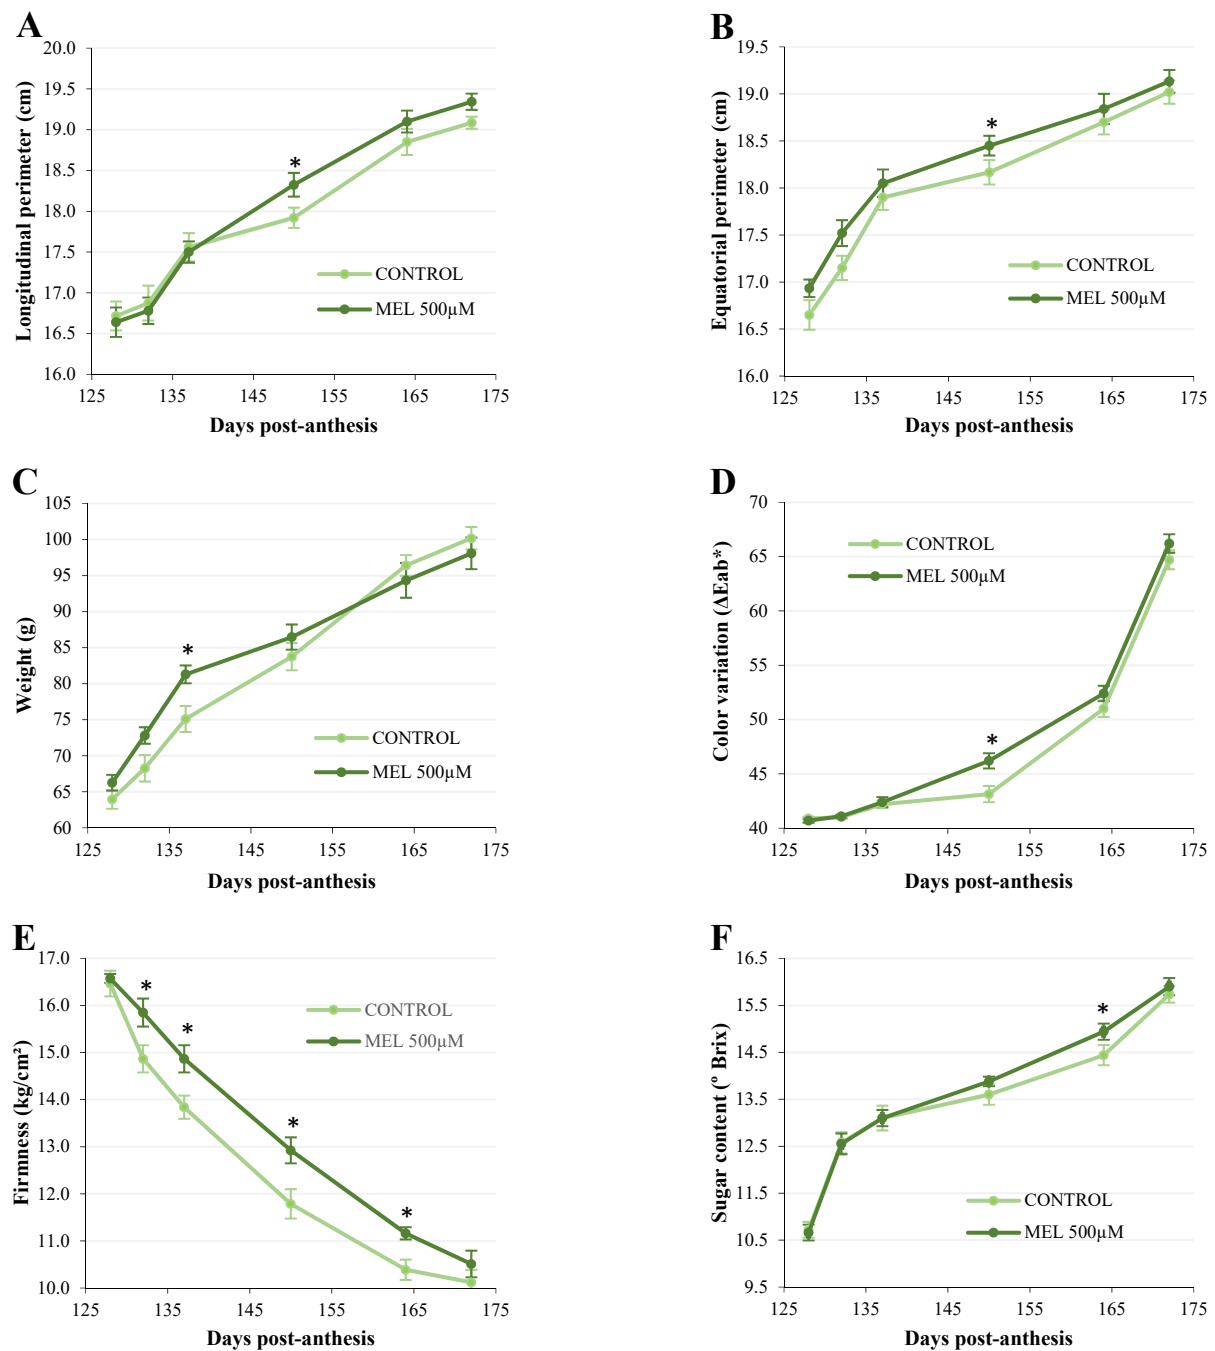 A
20.0
19.5
19.0
18.5
18.0
17.5
17.0
16.5
16.0
125 135 145 155 165 175
Longitudinal perimeter (cm)
Days post-anthesis
*
CONTROL
MEL 500µM
B
19.5
19.0
18.5
18.0
17.5
17.0
16.5
16.0
125 135 145 155 165 175
Equatorial perimeter (cm)
Days post-anthesis
*
CONTROL
MEL 500µM
C
105
100
95
90
85
80
75
70
65
60
125 135 145 155 165 175
Weight (g)
Days post-anthesis
*
CONTROL
MEL 500µM
D
70
65
60
55
50
45
40
125 135 145 155 165 175
Color variation (ΔEab*)
Days post-anthesis
*
CONTROL
MEL 500µM
E
17.0
16.0
15.0
14.0
13.0
12.0
11.0
10.0
125 135 145 155 165 175
Firmness (kg/cm²)
Days post-anthesis
*
*
*
*
CONTROL
MEL 500µM
F
16.5
15.5
14.5
13.5
12.5
11.5
10.5
9.5
125 135 145 155 165 175
Sugar content (º Brix)
Days post-anthesis
*
CONTROL
MEL 500µM